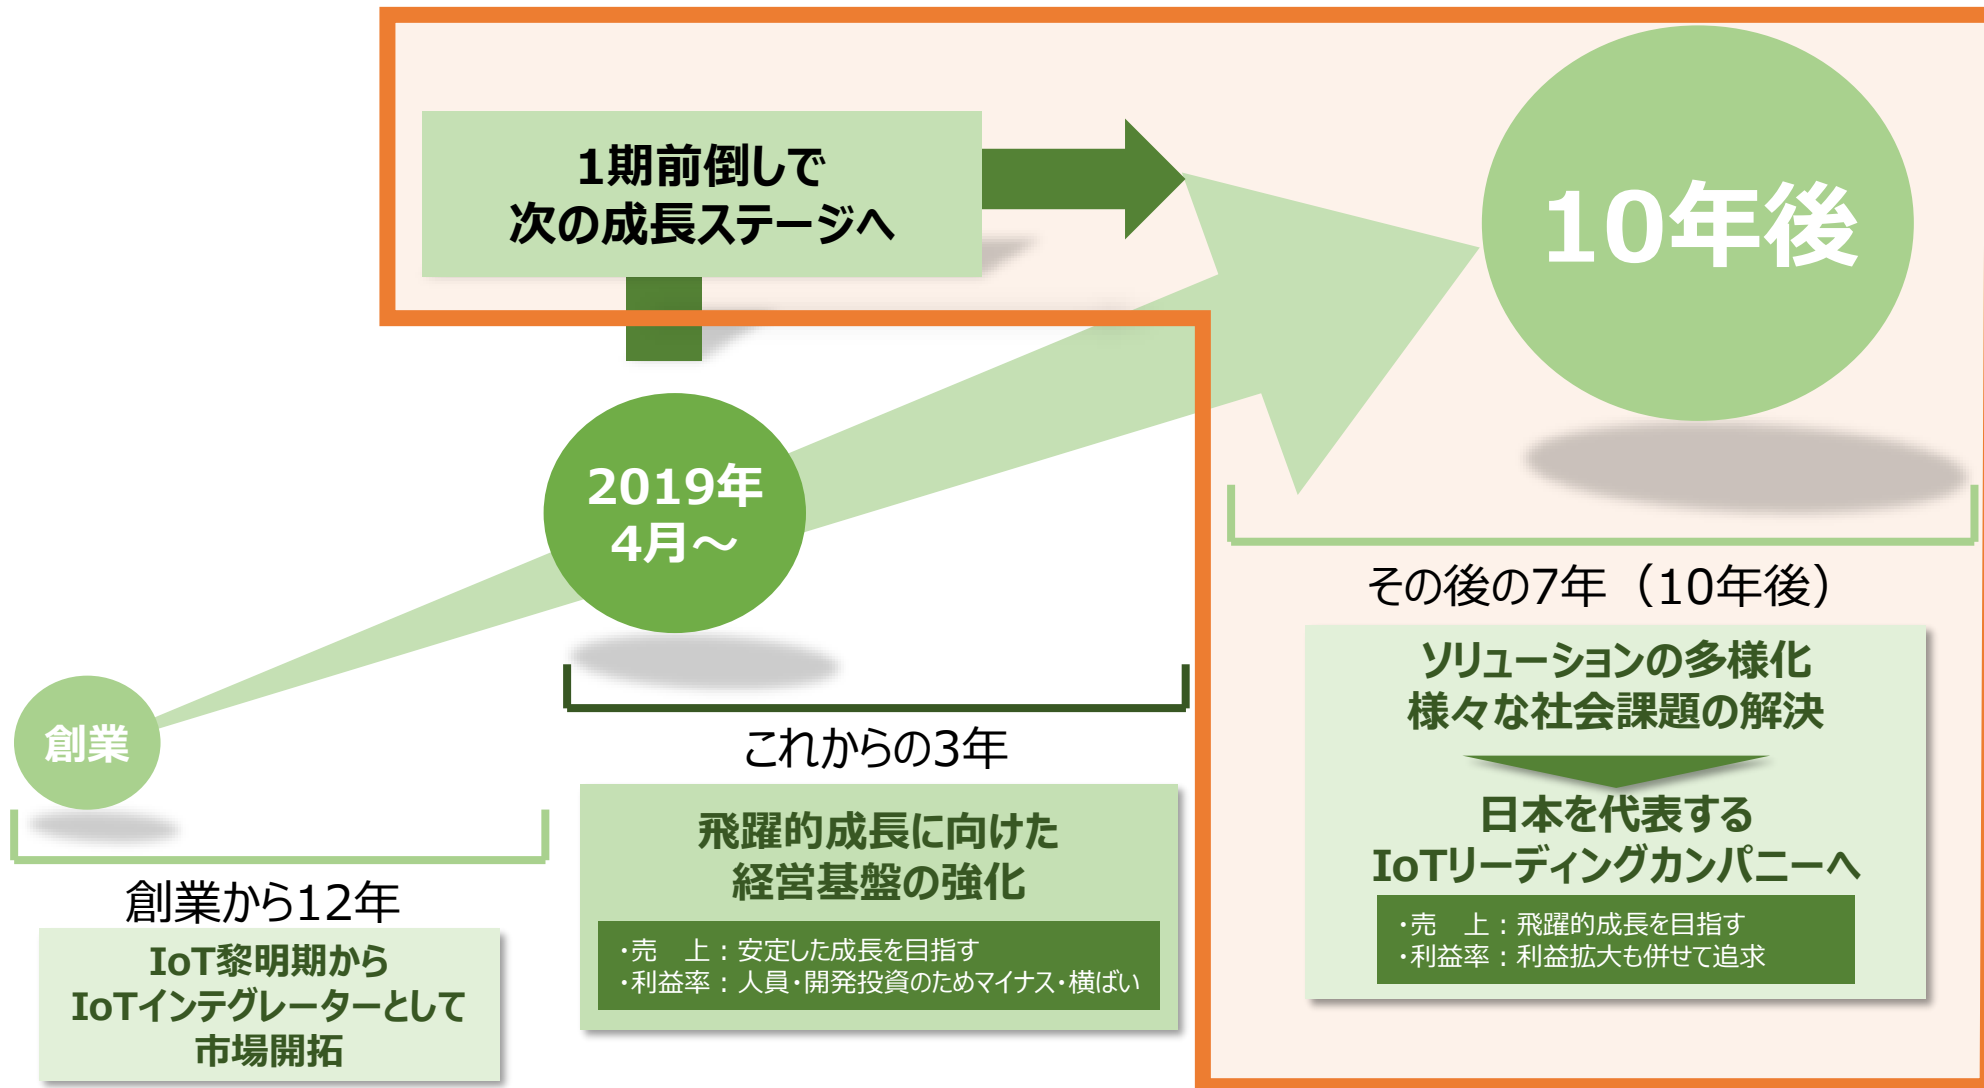 1期前倒しで
次の成長ステージへ
10年後
2019年
4月～
創業
創業から12年
IoT黎明期から
IoTインテグレーターとして
市場開拓
これからの3年
飛躍的成長に向けた
経営基盤の強化
・売　上：安定した成長を目指す
・利益率：人員・開発投資のためマイナス・横ばい
その後の7年（10年後）
ソリューションの多様化
様々な社会課題の解決
日本を代表する
IoTリーディングカンパニーへ
・売　上：飛躍的成長を目指す
・利益率：利益拡大も併せて追求